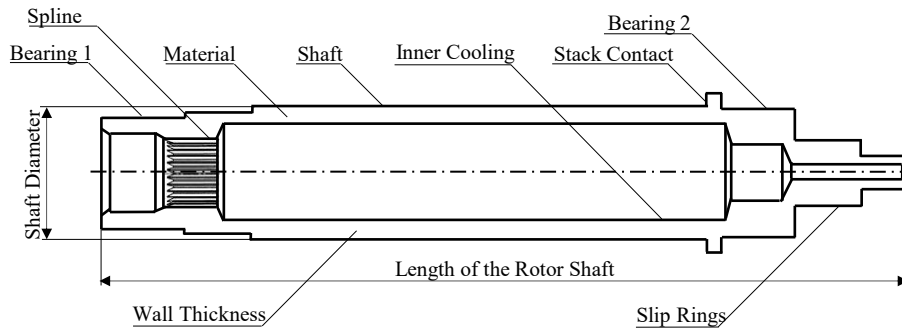 Spline
Bearing 2
Bearing 1
Material
Shaft
Inner Cooling
Stack Contact
Shaft Diameter
Length of the Rotor Shaft
Wall Thickness
Slip Rings